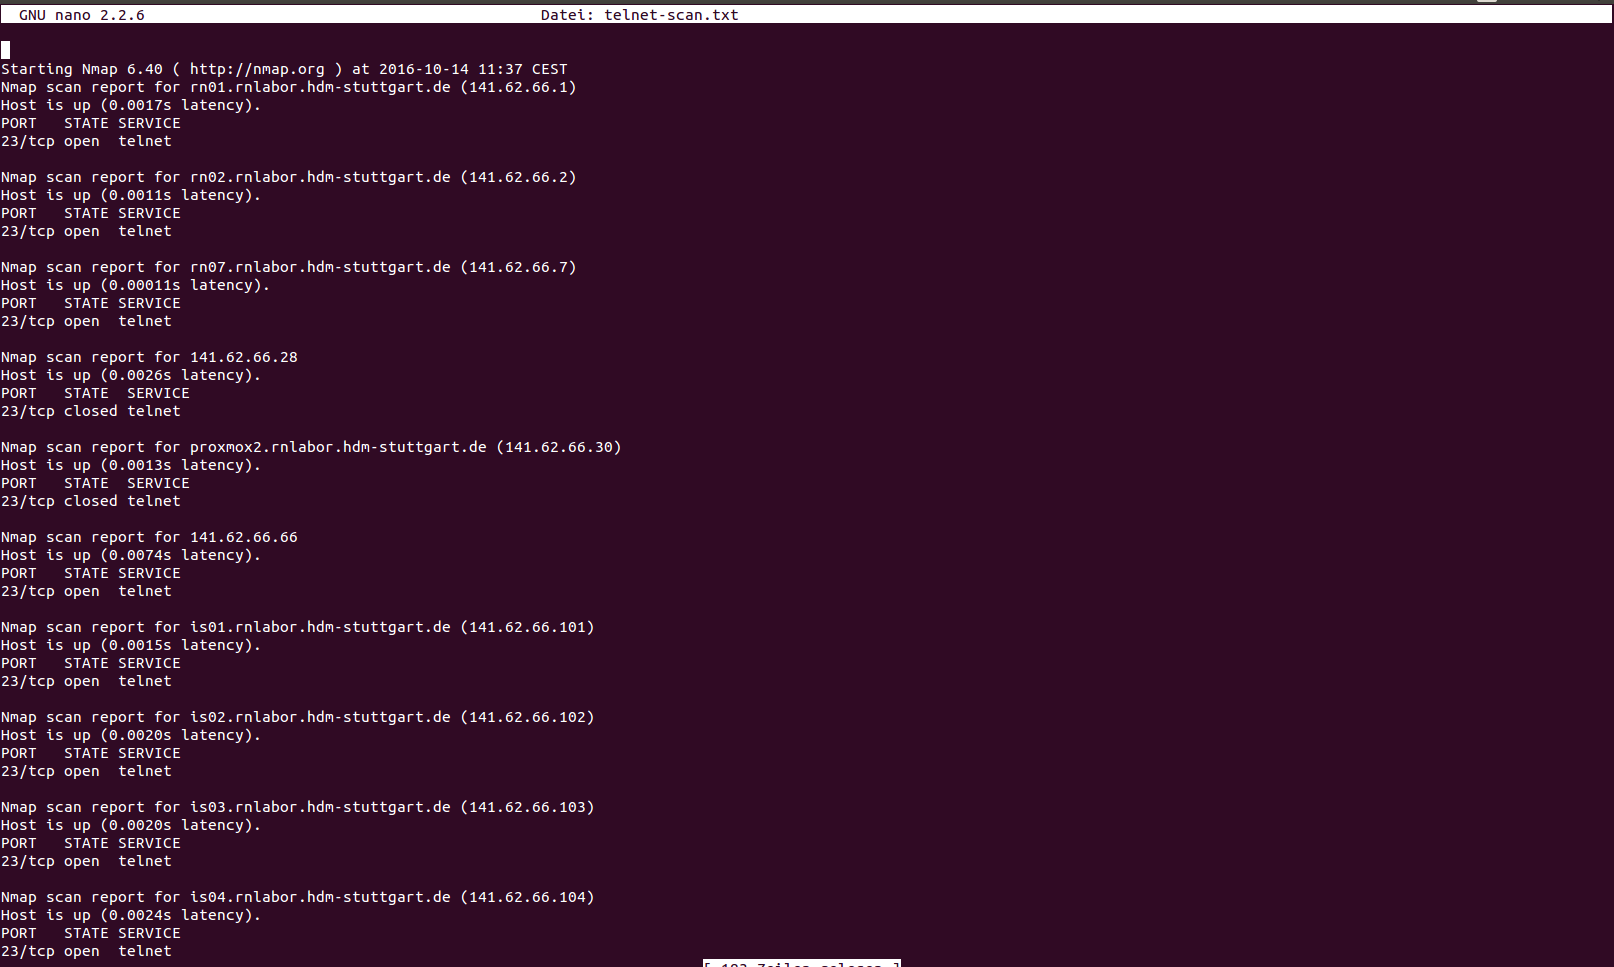 GNU nano 2.2.6 Datei: telnet-scan.txt
Starting Nmap 6.40 ( http://nmap.org ) at 2016-10-14 11:37 CEST
Nmap scan report for rn01.rnlabor.hdm-stuttgart.de (141.62.66.1)
Host is up (0.0017s latency).
PORT   STATE SERVICE
23/tcp open  telnet
Nmap scan report for rn02.rnlabor.hdm-stuttgart.de (141.62.66.2)
Host is up (0.0011s latency).
PORT   STATE SERVICE
23/tcp open  telnet
Nmap scan report for rn07.rnlabor.hdm-stuttgart.de (141.62.66.7)
Host is up (0.00011s latency).
PORT   STATE SERVICE
23/tcp open  telnet
Nmap scan report for 141.62.66.28
Host is up (0.0026s latency).
PORT   STATE  SERVICE
23/tcp closed telnet
Nmap scan report for proxmox2.rnlabor.hdm-stuttgart.de (141.62.66.30)
Host is up (0.0013s latency).
PORT   STATE  SERVICE
23/tcp closed telnet
Nmap scan report for 141.62.66.66
Host is up (0.0074s latency).
PORT   STATE SERVICE
23/tcp open  telnet
Nmap scan report for is01.rnlabor.hdm-stuttgart.de (141.62.66.101)
Host is up (0.0015s latency).
PORT   STATE SERVICE
23/tcp open  telnet
Nmap scan report for is02.rnlabor.hdm-stuttgart.de (141.62.66.102)
Host is up (0.0020s latency).
PORT   STATE SERVICE
23/tcp open  telnet
Nmap scan report for is03.rnlabor.hdm-stuttgart.de (141.62.66.103)
Host is up (0.0020s latency).
PORT   STATE SERVICE
23/tcp open  telnet
Nmap scan report for is04.rnlabor.hdm-stuttgart.de (141.62.66.104)
Host is up (0.0024s latency).
PORT   STATE SERVICE
23/tcp open  telnet